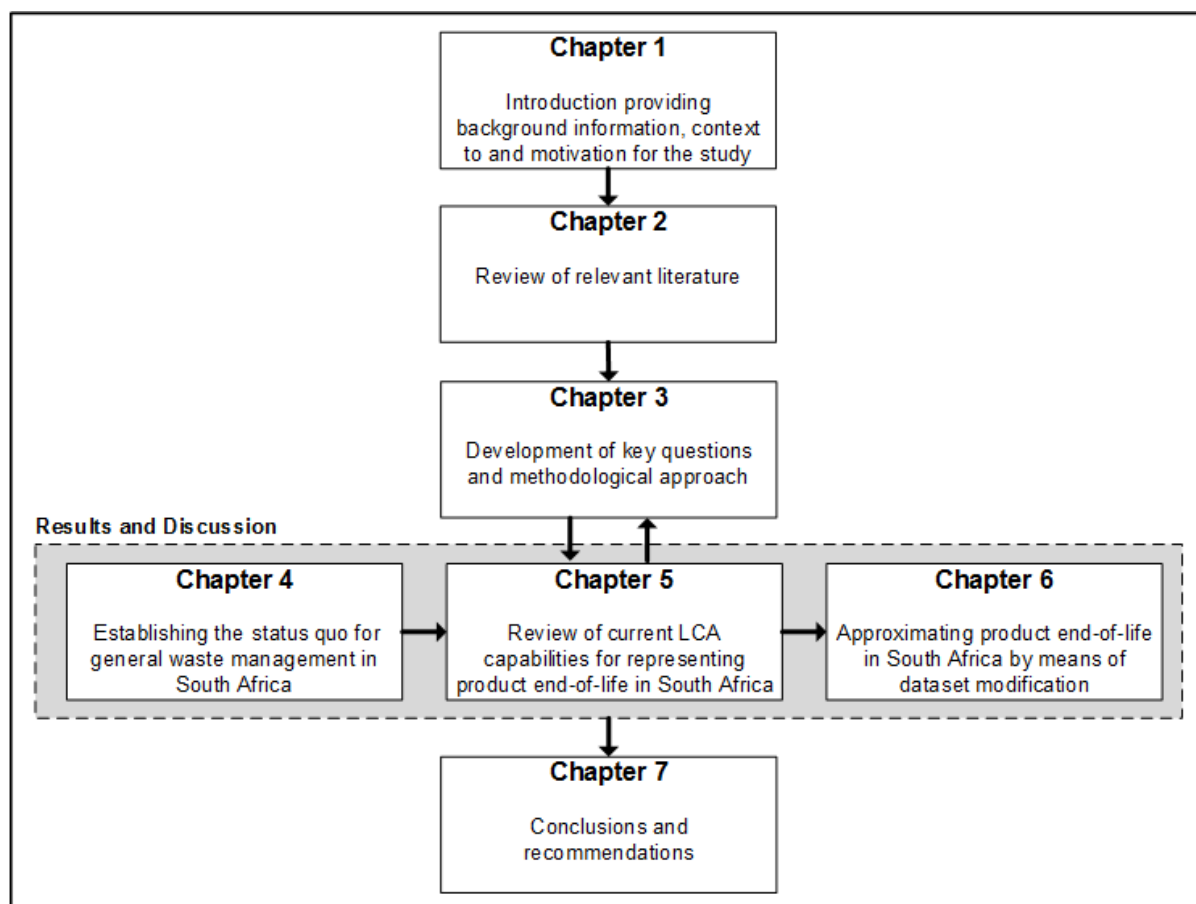 Chapter 1
Introduction providing
background information, context
to and motivation for the study
Chapter 2
Review of relevant literature
Chapter 3
Development of key questions
and methodological approach
Results and Discussion
Chapter 4
Establishing the status quo for
general waste management in
South Africa
Chapter 5
Review of current LCA
capabilities for representing
product end-of-life in South Africa
Chapter 6
Approximating product end-of-life
in South Africa by means of
dataset modification
Chapter 7
Conclusions and
recommendations